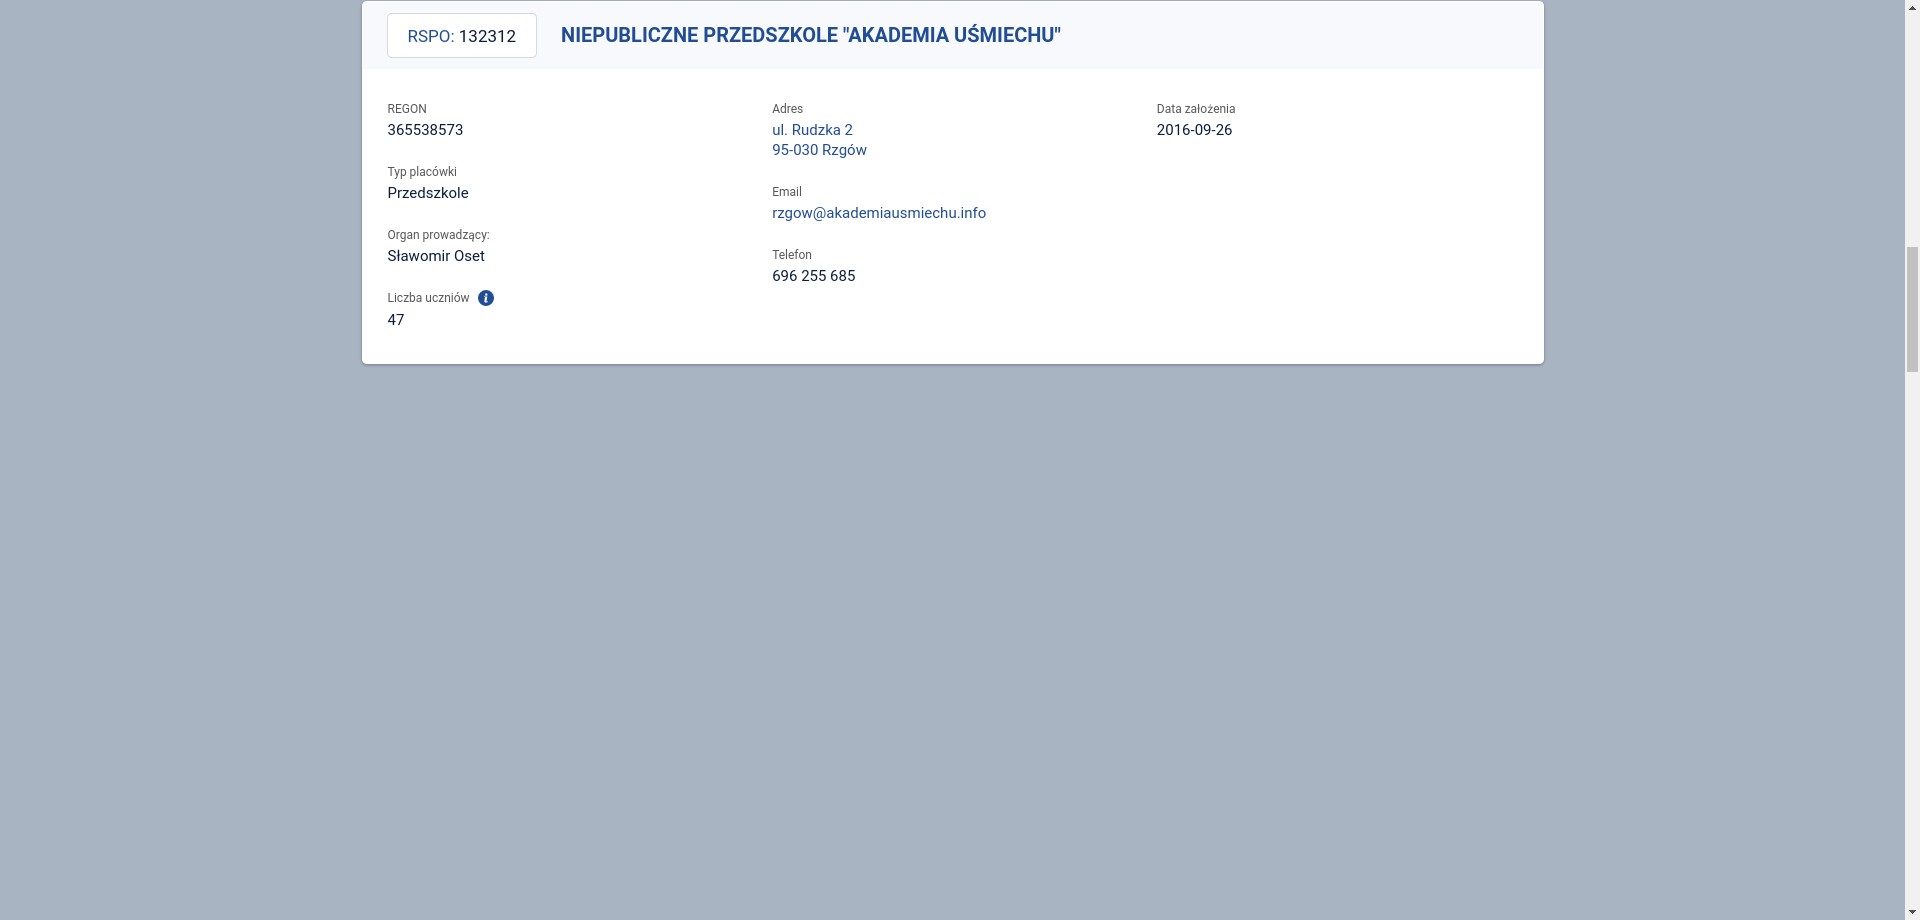 RSPO: 132312
NIEPUBLICZNE PRZEDSZKOLE "AKADEMIA UŚMIECHU"
REGON
365538573
Typ placówki
Przedszkole
Organ prowadzący:
Sławomir Oset
Liczba uczniów
47
Adres
ul. Rudzka 2
95-030 Rzgów
Email
rzgow@akademiausmiechu.info
Telefon
696 255 685
Data założenia
2016-09-26